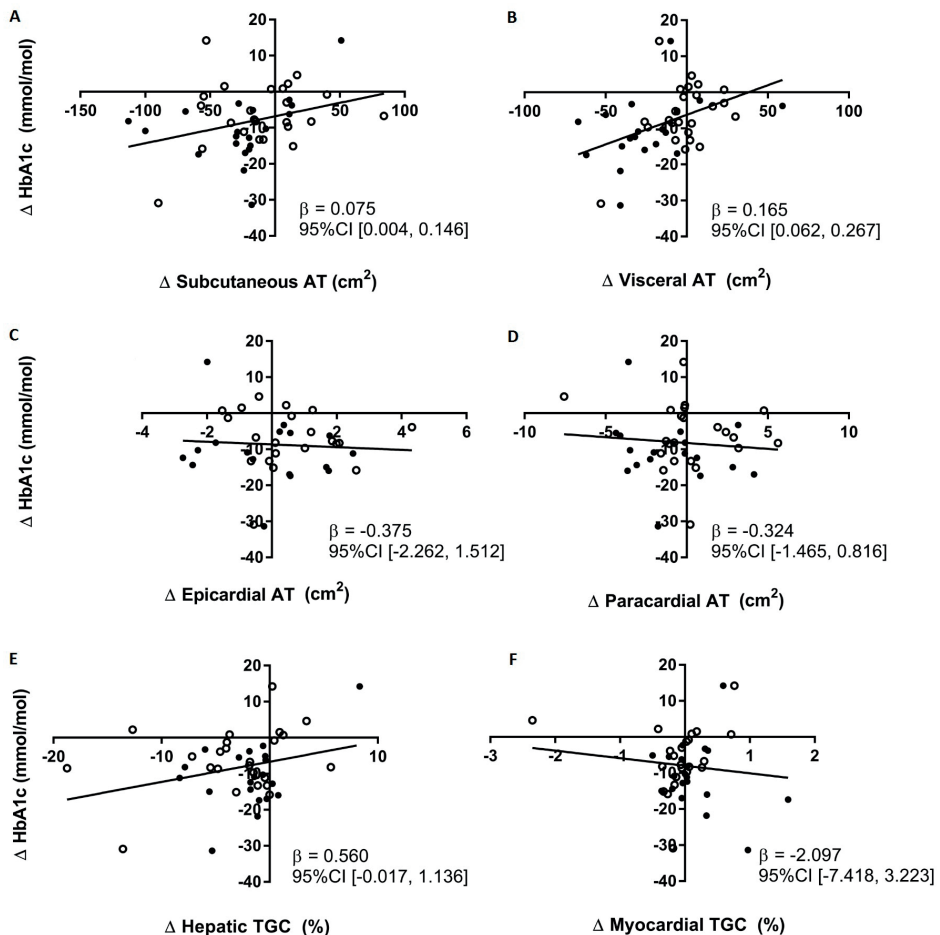 A
20
10
-150 -100 -50 50 100
-10
-20
-30
-40
Δ HbA1c (mmol/mol)
β = 0.075
95%CI [0.004, 0.146]
Δ Subcutaneous AT (cm²)
B
20
10
-100 -50 50 100
-10
-20
-30
-40
β = 0.165
95%CI [0.062, 0.267]
Δ Visceral AT (cm²)
C
20
10
-4 -2 2 4 6
-10
-20
-30
-40
Δ HbA1c (mmol/mol)
β = -0.375
95%CI [-2.262, 1.512]
Δ Epicardial AT (cm²)
D
20
10
-10 -5 5 10
-10
-20
-30
-40
β = -0.324
95%CI [-1.465, 0.816]
Δ Paracardial AT (cm²)
E
20
10
-20 -10 10
-10
-20
-30
-40
Δ HbA1c (mmol/mol)
β = 0.560
95%CI [-0.017, 1.136]
Δ Hepatic TGC (%)
F
20
10
-3 -2 -1 1 2
-10
-20
-30
-40
β = -2.097
95%CI [-7.418, 3.223]
Δ Myocardial TGC (%)